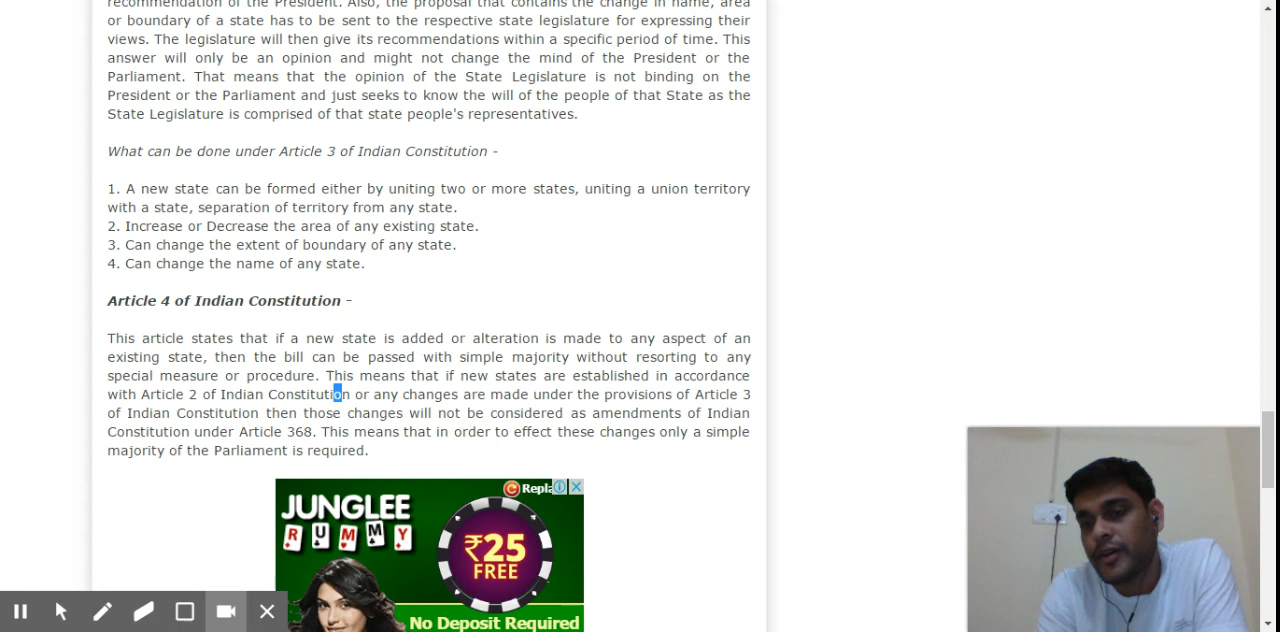 recommendation of the President. Also, the proposal that contains the change in name, area
or boundary of a state has to be sent to the respective state legislature for expressing their
views. The legislature will then give its recommendations within a specific period of time. This
answer will only be an opinion and might not change the mind of the President or the
Parliament. That means that the opinion of the State Legislature is not binding on the
President or the Parliament and just seeks to know the will of the people of that State as the
State Legislature is comprised of that state people's representatives.
What can be done under Article 3 of Indian Constitution -
1. A new state can be formed either by uniting two or more states, uniting a union territory
with a state, separation of territory from any state.
2. Increase or Decrease the area of any existing state.
3. Can change the extent of boundary of any state.
4. Can change the name of any state.
Article 4 of Indian Constitution -
This article states that if a new state is added or alteration is made to any aspect of an
existing state, then the bill can be passed with simple majority without resorting to any
special measure or procedure. This means that if new states are established in accordance
with Article 2 of Indian Constitution or any changes are made under the provisions of Article 3
of Indian Constitution then those changes will not be considered as amendments of Indian
Constitution under Article 368. This means that in order to effect these changes only a simple
majority of the Parliament is required.
Repla
JUNGLEE
RUMMY
₹25
FREE
No Deposit Required